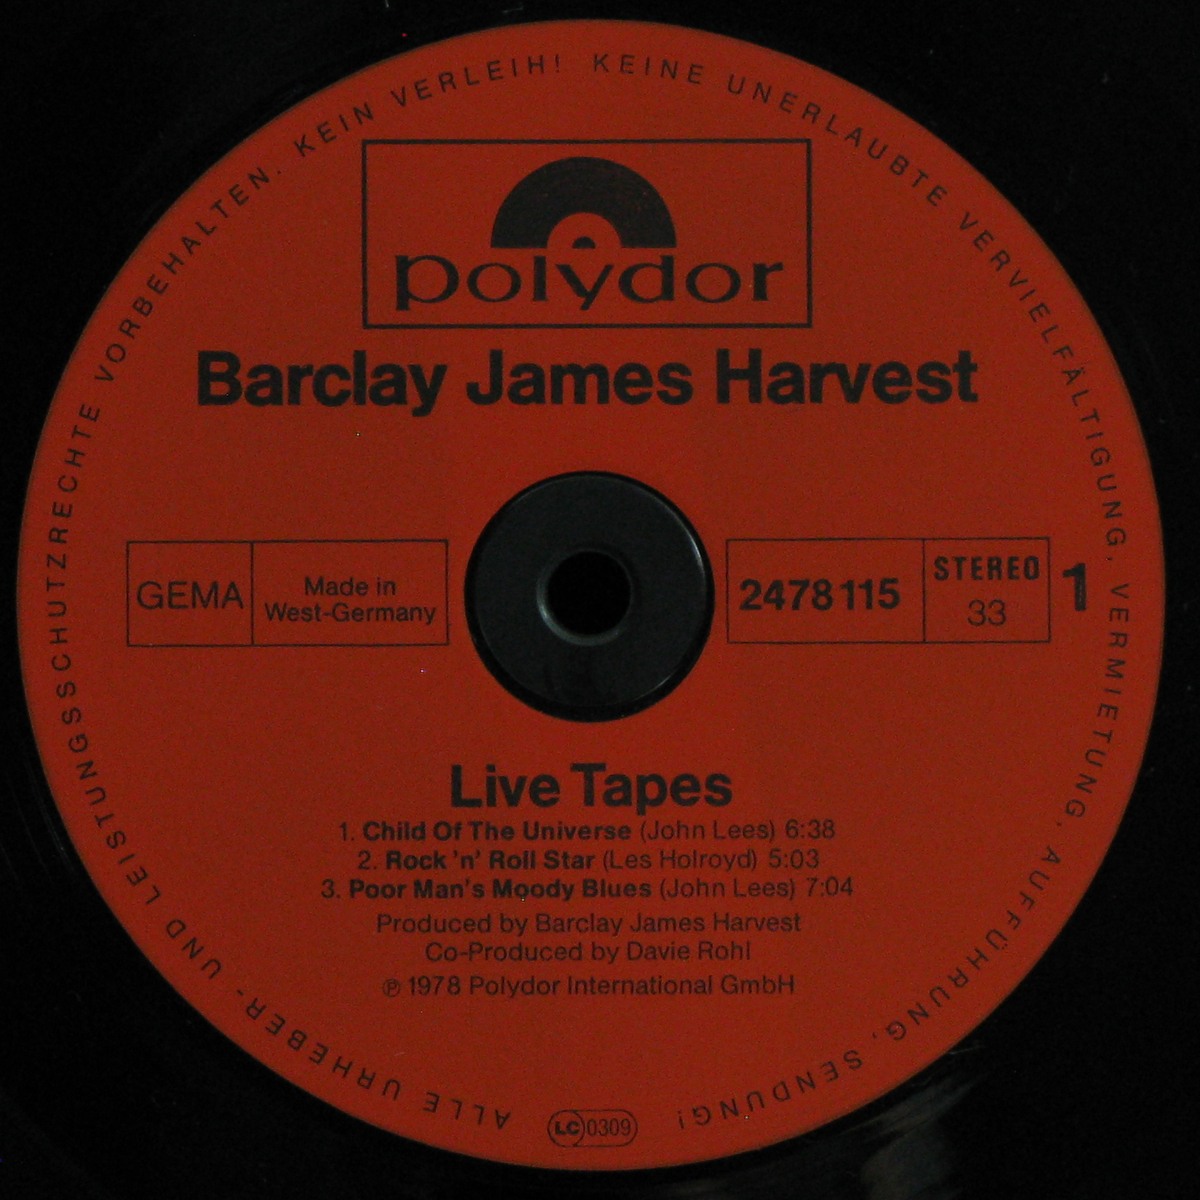 ALLE URHEBER- UND LEISTUNGSSCHUTZRECHTE VORBEHALTEN. KEIN VERLEIH! KEINE UNERLAUBTE VERVIELFÄLTIGUNG, VERMIETUNG, AUFFÜHRUNG, SENDUNG!
polydor
Barclay James Harvest
GEMA
Made in
West-Germany
2478 115
STEREO
33
1
Live Tapes
1. Child Of The Universe (John Lees) 6:38
2. Rock 'n' Roll Star (Les Holroyd) 5:03
3. Poor Man's Moody Blues (John Lees) 7:04
Produced by Barclay James Harvest
Co-Produced by Davie Rohl
℗ 1978 Polydor International GmbH
LC 0309